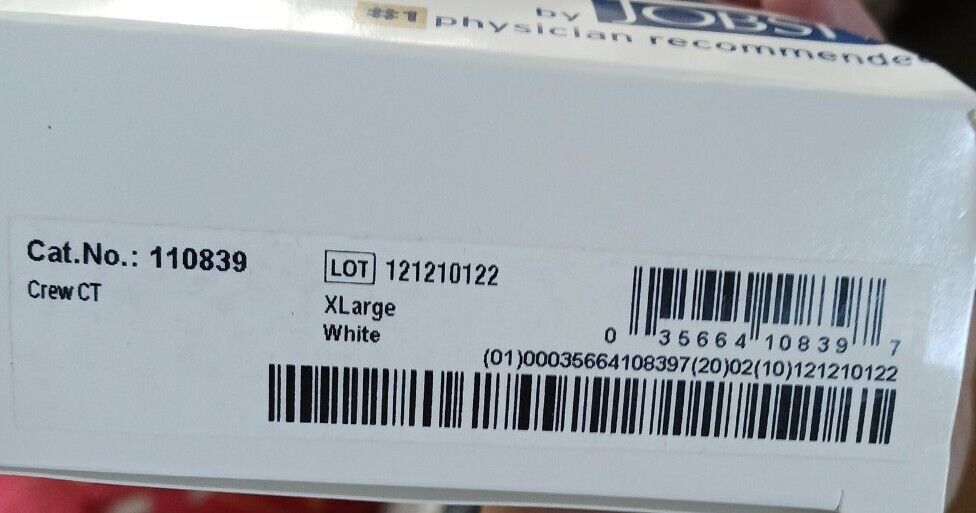 by JOBST
#1 physician recommended
Cat.No.: 110839
Crew CT
LOT 121210122
XLarge
White
0 35664 10839 7
(01)00035664108397(20)02(10)121210122